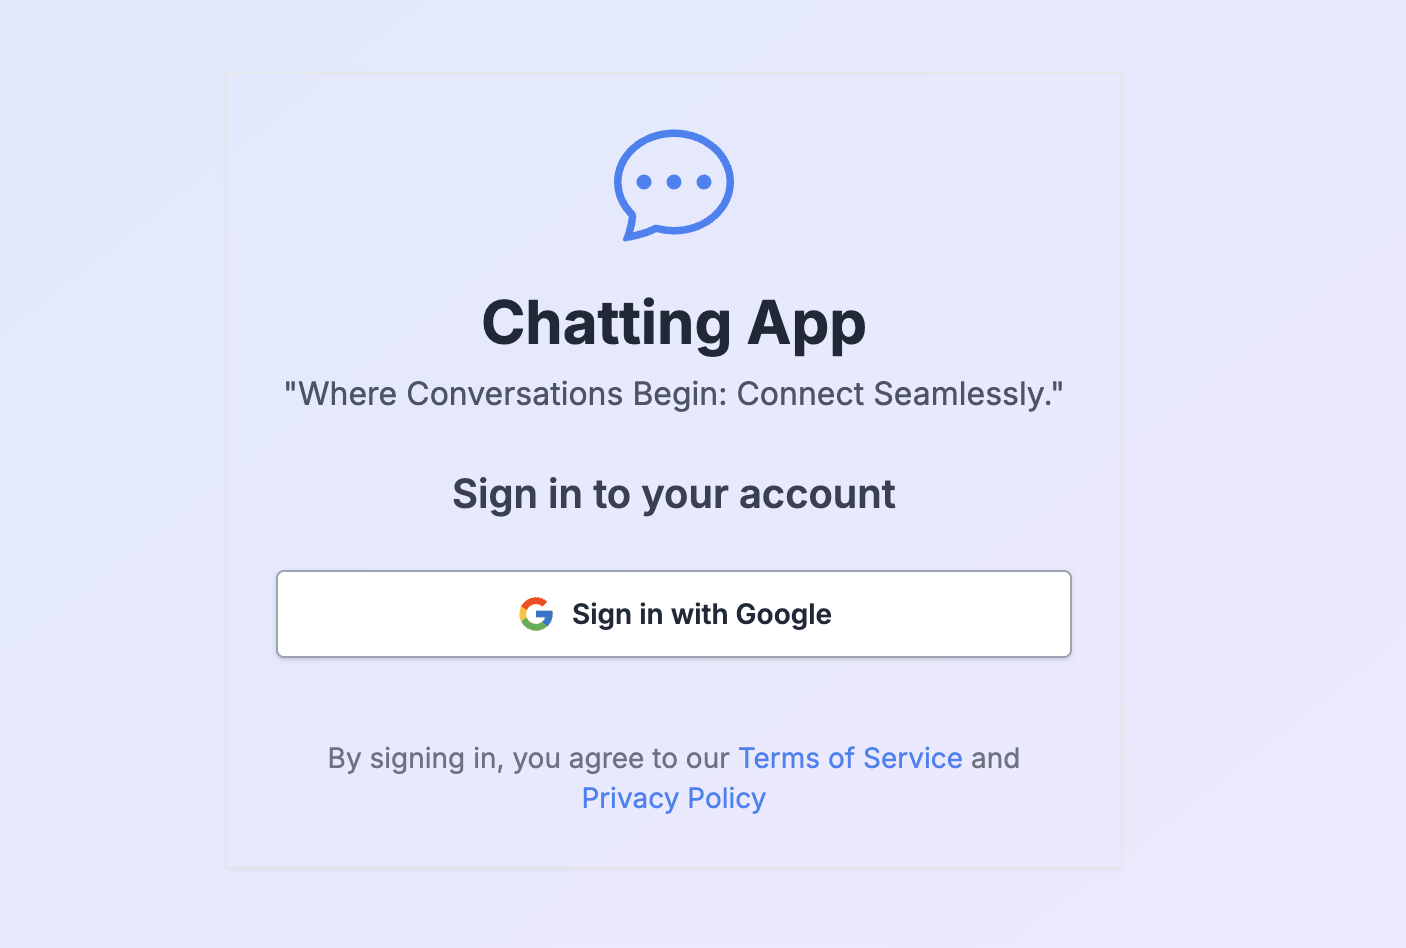 Chatting App
"Where Conversations Begin: Connect Seamlessly."
Sign in to your account
Sign in with Google
By signing in, you agree to our Terms of Service and
Privacy Policy